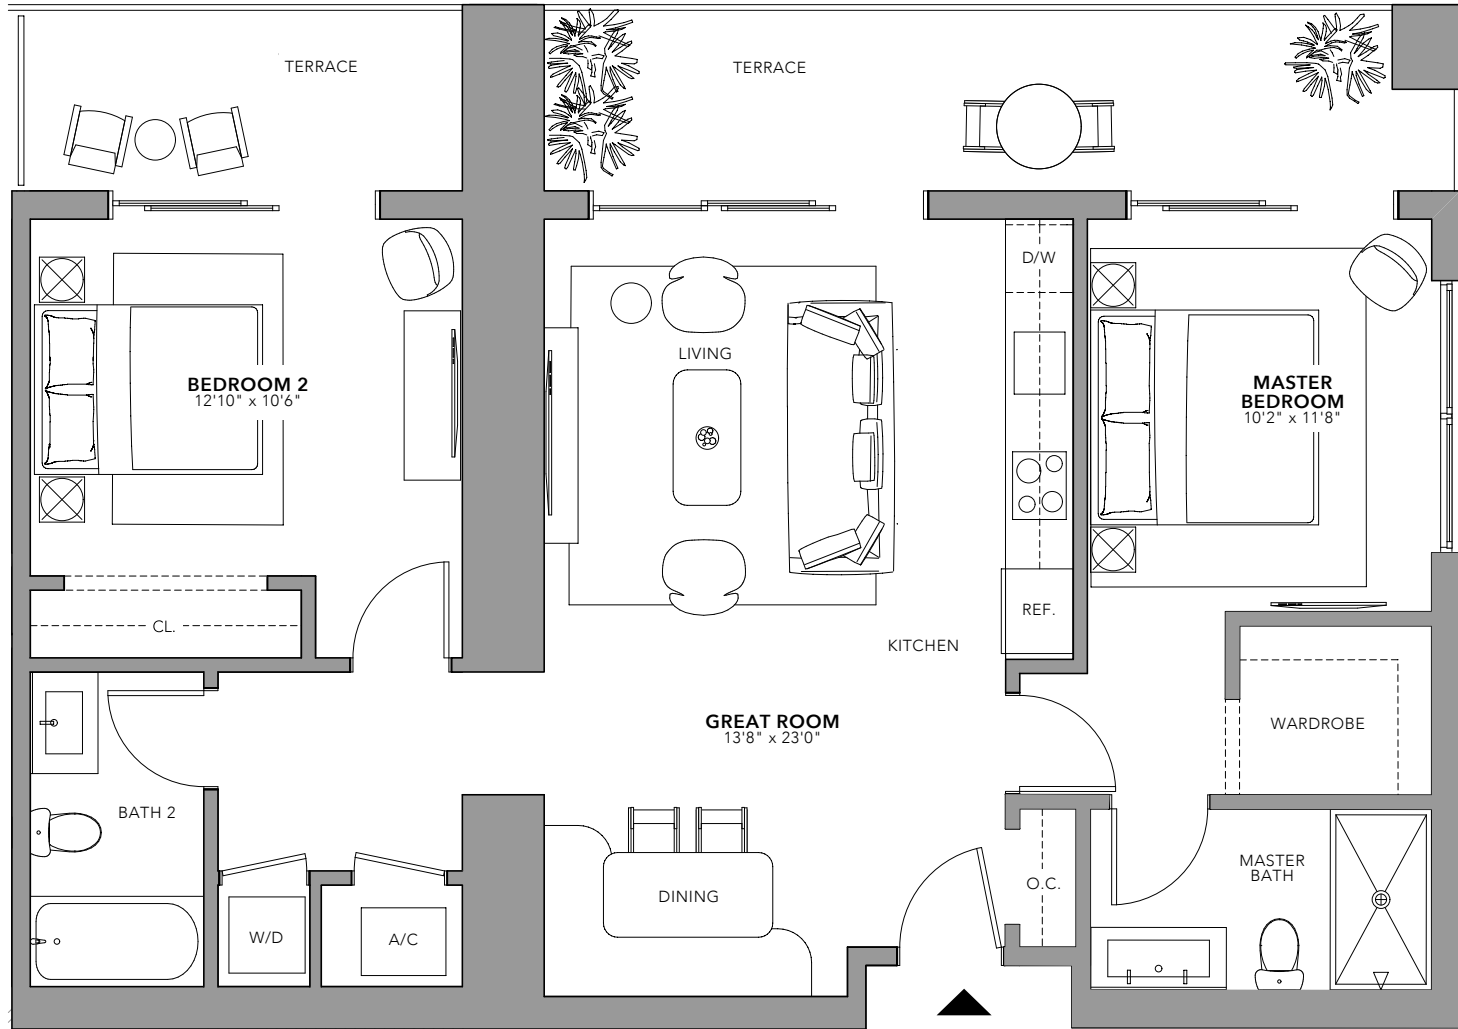 TERRACE
TERRACE
D/W
LIVING
BEDROOM 2
12'10" x 10'6"
MASTER
BEDROOM
10'2" x 11'8"
REF.
CL.
KITCHEN
GREAT ROOM
13'8" x 23'0"
WARDROBE
BATH 2
MASTER
BATH
O.C.
DINING
W/D
A/C